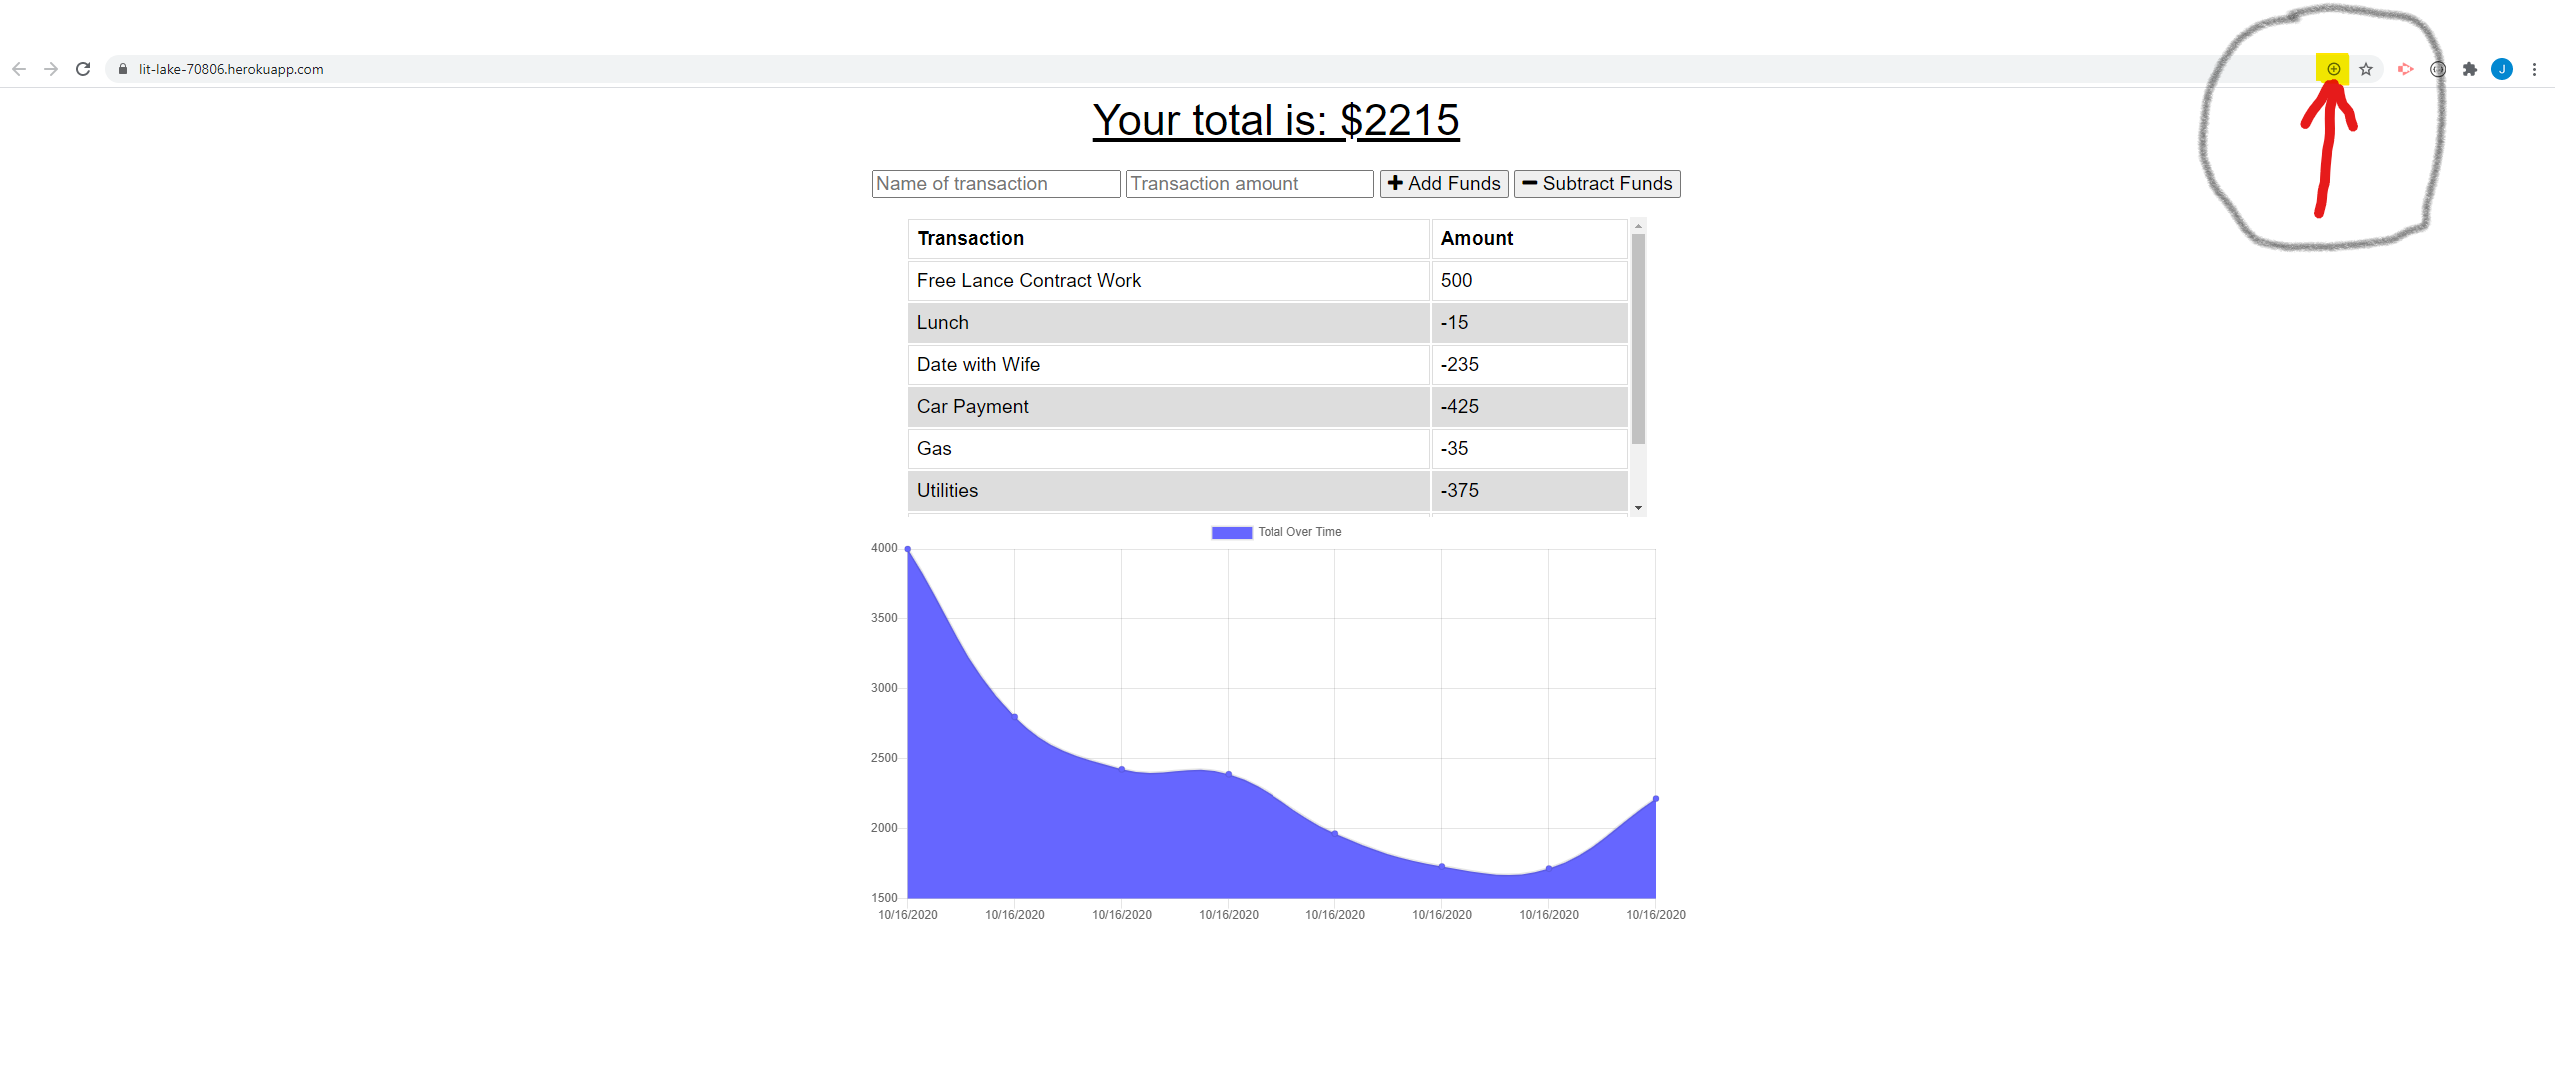 lit-lake-70806.herokuapp.com
J
Your total is: $2215
Name of transaction Transaction amount Add Funds Subtract Funds
Transaction Amount
Free Lance Contract Work 500
Lunch -15
Date with Wife -235
Car Payment -425
Gas -35
Utilities -375
Total Over Time
4000
3500
3000
2500
2000
1500
10/16/2020 10/16/2020 10/16/2020 10/16/2020 10/16/2020 10/16/2020 10/16/2020 10/16/2020